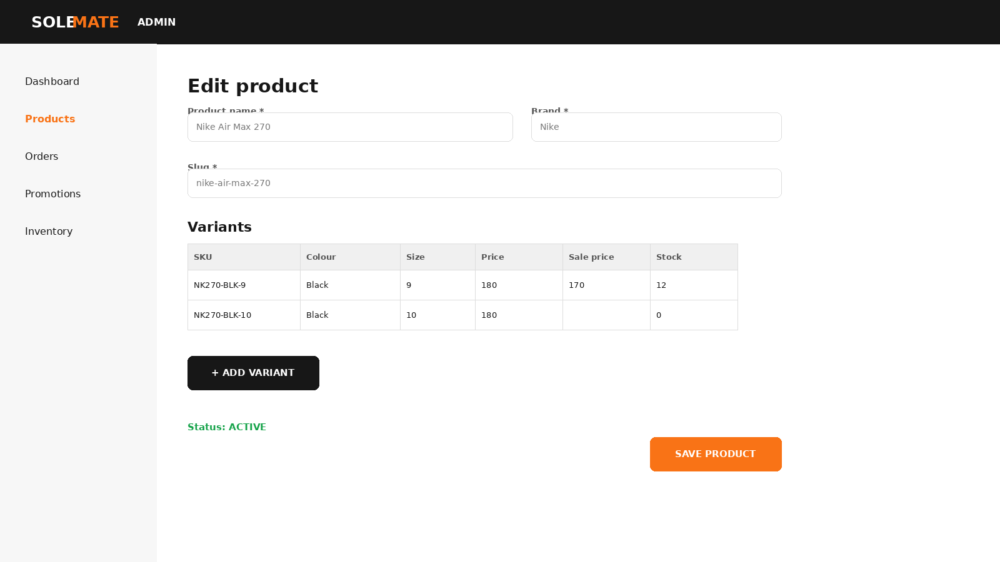 SOLEMATE ADMIN
Dashboard
Products
Orders
Promotions
Inventory
Edit product
Product name * Brand *
Nike Air Max 270 Nike
Slug *
nike-air-max-270
Variants
SKU Colour Size Price Sale price Stock
NK270-BLK-9 Black 9 180 170 12
NK270-BLK-10 Black 10 180 0
+ ADD VARIANT
Status: ACTIVE
SAVE PRODUCT